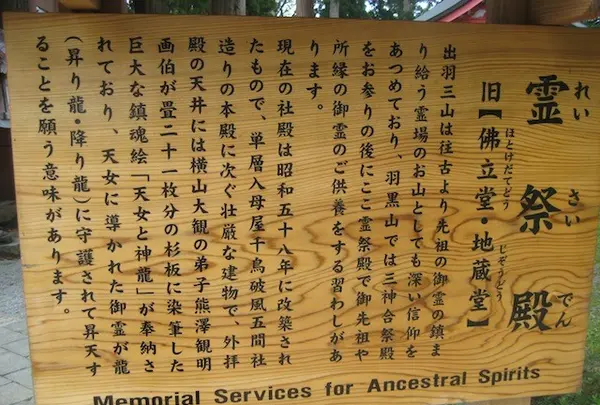 霊祭殿
れいさいでん
旧【佛立堂・地蔵堂】
ほとけだてどう じぞうどう
出羽三山は往古より先祖の御霊の鎮ま
り給う霊場のお山としても深い信仰を
あつめており、羽黒山では三神合祭殿
をお参りの後にここ霊祭殿で御先祖や
所縁の御霊のご供養をする習わしがあ
ります。
現在の社殿は昭和五十八年に改築され
たもので、単層入母屋千鳥破風五間社
造りの本殿に次ぐ壮厳な建物で、外拝
殿の天井には横山大観の弟子熊澤観明
画伯が畳二十一枚分の杉板に染筆した
巨大な鎮魂絵「天女と神龍」が奉納さ
れており、天女に導かれた御霊が龍
(昇り龍・降り龍)に守護されて昇天す
ることを願う意味があります。
Memorial Services for Ancestral Spirits